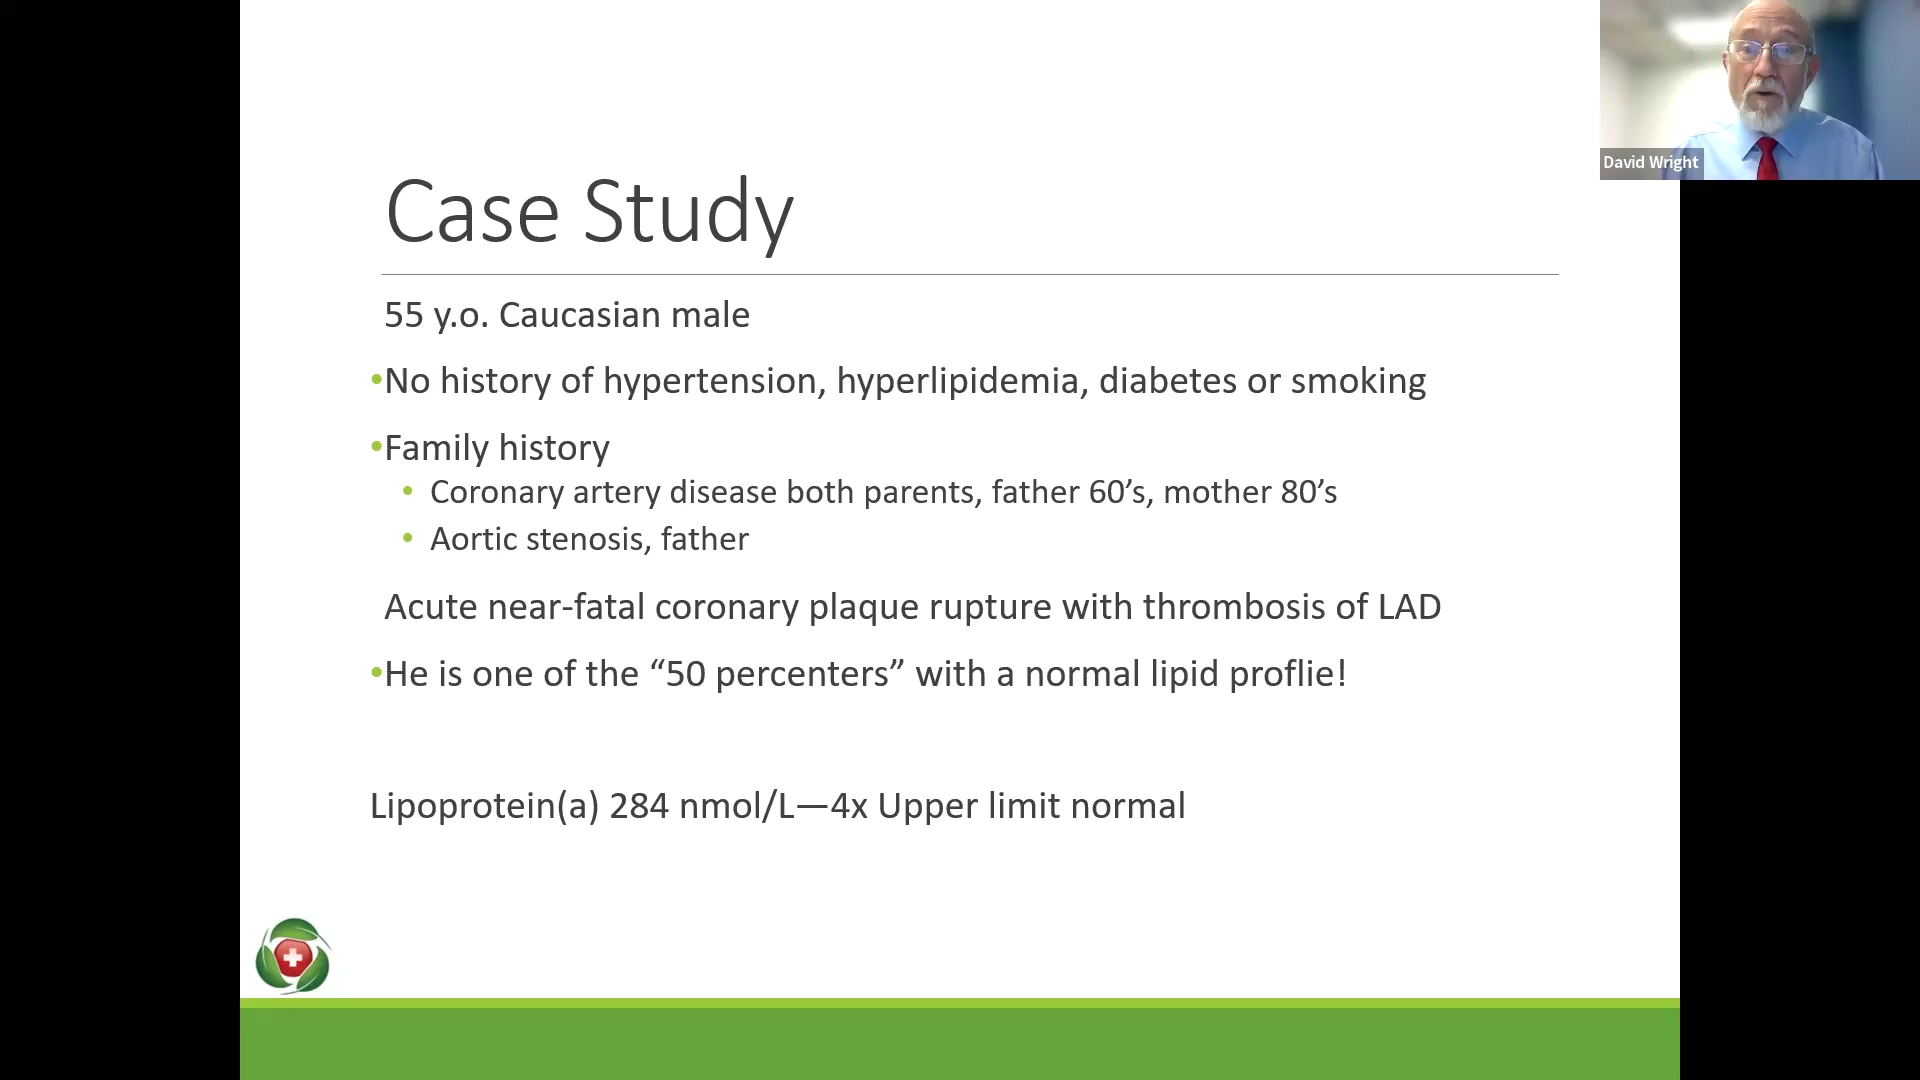 David Wright
Case Study
55 y.o. Caucasian male
•No history of hypertension, hyperlipidemia, diabetes or smoking
•Family history
• Coronary artery disease both parents, father 60’s, mother 80’s
• Aortic stenosis, father
Acute near-fatal coronary plaque rupture with thrombosis of LAD
•He is one of the “50 percenters” with a normal lipid proflie!
Lipoprotein(a) 284 nmol/L—4x Upper limit normal